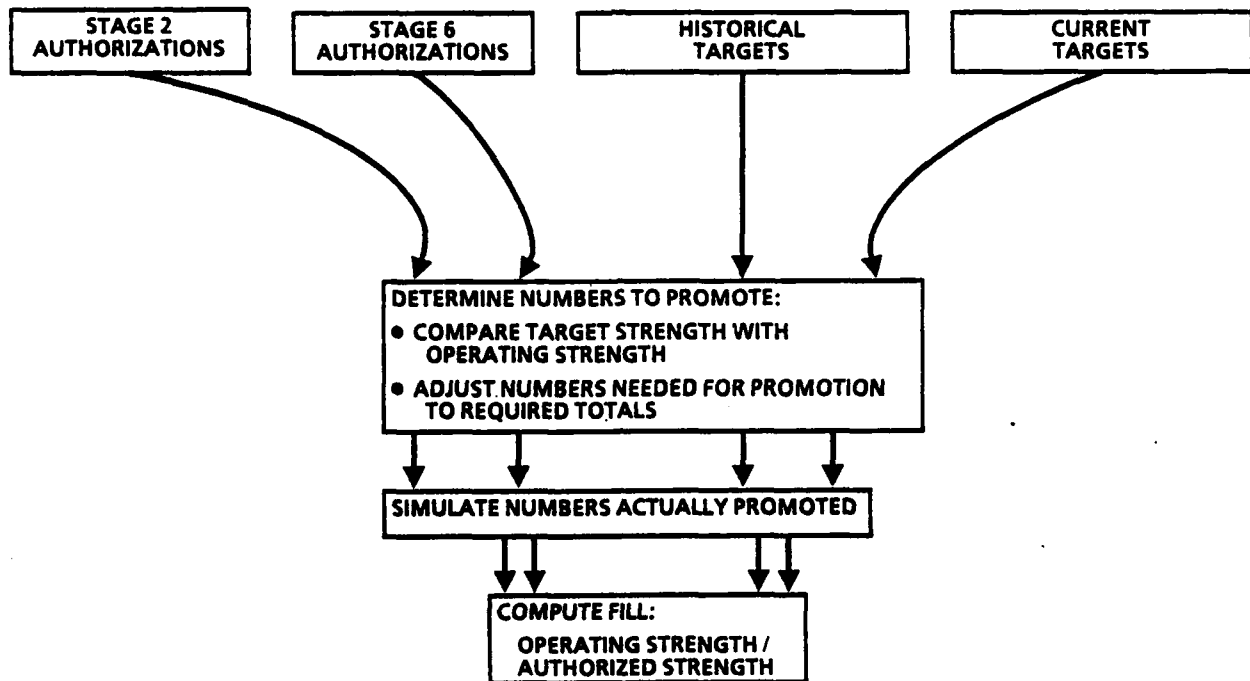 STAGE 2
AUTHORIZATIONS
STAGE 6
AUTHORIZATIONS
HISTORICAL
TARGETS
CURRENT
TARGETS
DETERMINE NUMBERS TO PROMOTE:
• COMPARE TARGET STRENGTH WITH
OPERATING STRENGTH
• ADJUST NUMBERS NEEDED FOR PROMOTION
TO REQUIRED TOTALS
SIMULATE NUMBERS ACTUALLY PROMOTED
COMPUTE FILL:
OPERATING STRENGTH /
AUTHORIZED STRENGTH